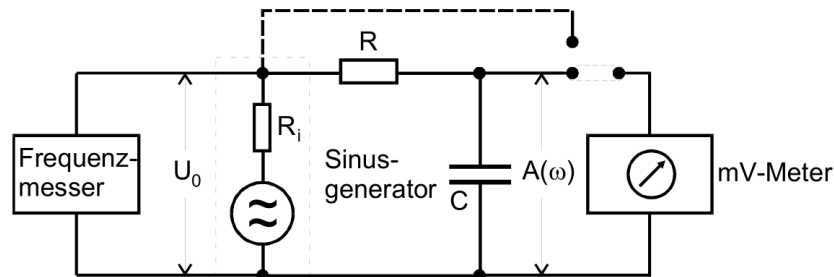 R
Frequenz-
messer
U0
Ri
Sinus-
generator
C
A(ω)
mV-Meter